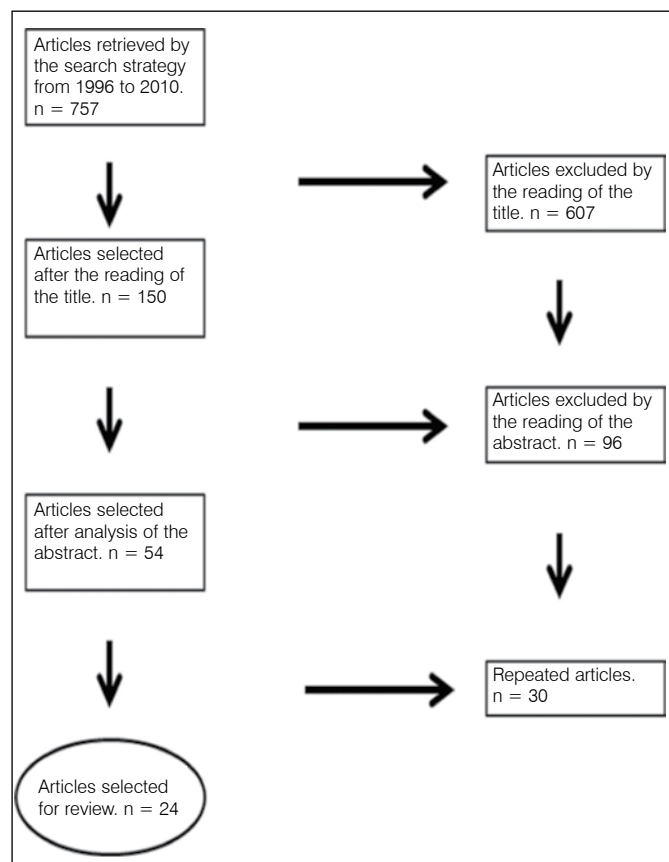 Articles retrieved by
the search strategy
from 1996 to 2010.
n = 757
Articles excluded by
the reading of the
title. n = 607
Articles selected
after the reading of
the title. n = 150
Articles excluded by
the reading of the
abstract. n = 96
Articles selected
after analysis of the
abstract. n = 54
Repeated articles.
n = 30
Articles selected
for review. n = 24